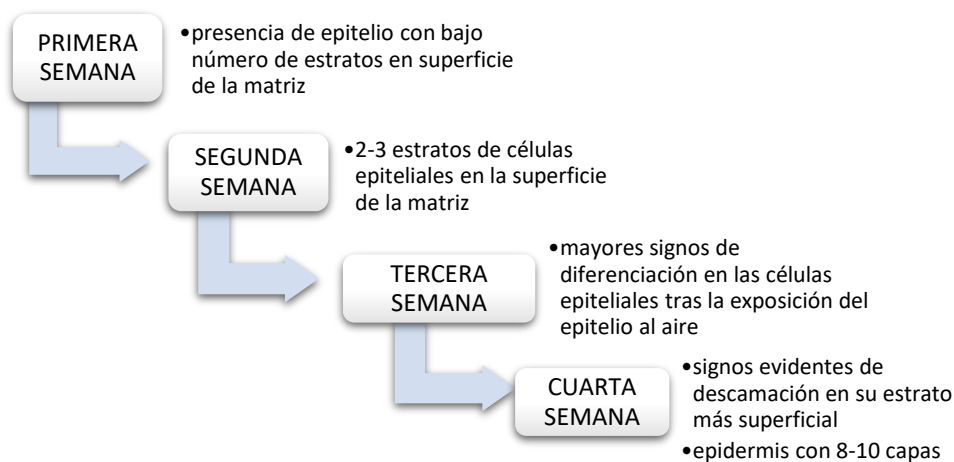 PRIMERA
SEMANA
•presencia de epitelio con bajo
número de estratos en superficie
de la matriz
SEGUNDA
SEMANA
•2-3 estratos de células
epiteliales en la superficie
de la matriz
TERCERA
SEMANA
•mayores signos de
diferenciación en las células
epiteliales tras la exposición del
epitelio al aire
CUARTA
SEMANA
•signos evidentes de
descamación en su estrato
más superficial
•epidermis con 8-10 capas